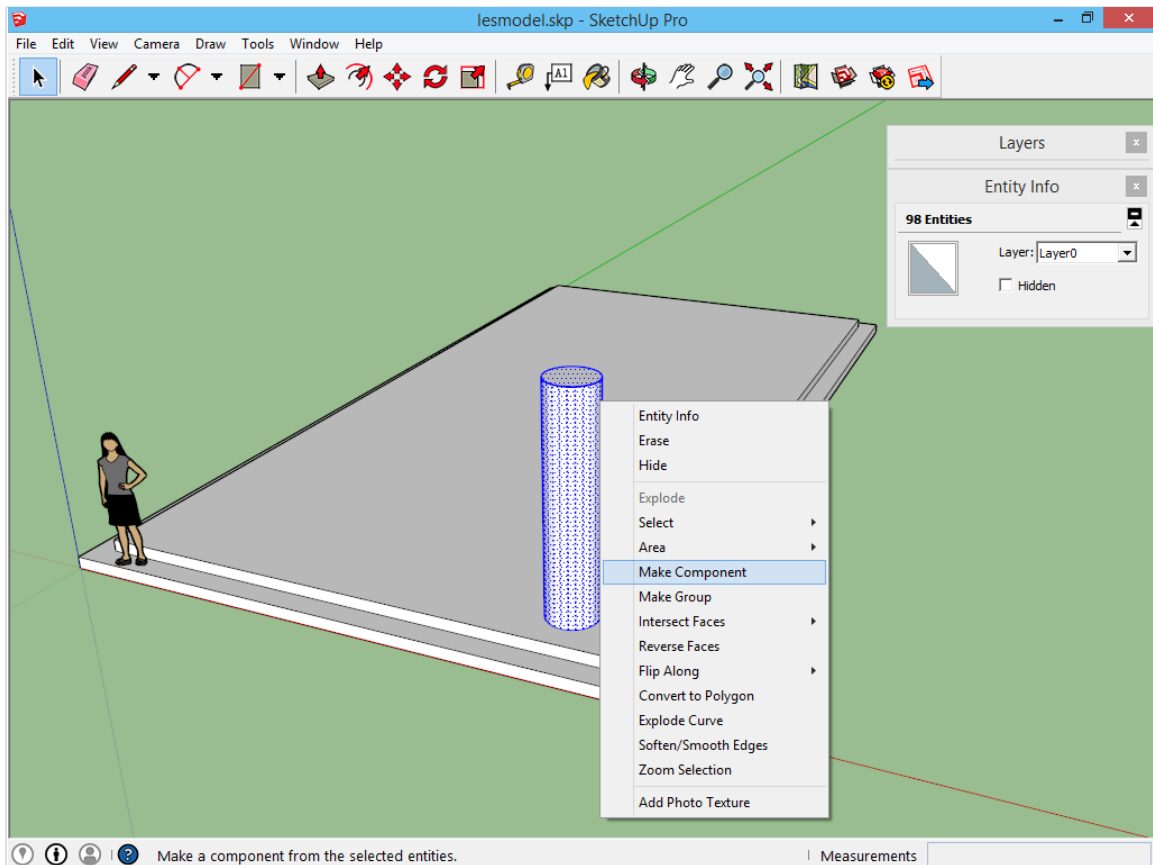 lesmodel.skp - SketchUp Pro
File Edit View Camera Draw Tools Window Help
A1
Layers
Entity Info
98 Entities
Layer: Layer0
Hidden
Entity Info
Erase
Hide
Explode
Select
Area
Make Component
Make Group
Intersect Faces
Reverse Faces
Flip Along
Convert to Polygon
Explode Curve
Soften/Smooth Edges
Zoom Selection
Add Photo Texture
Make a component from the selected entities. Measurements